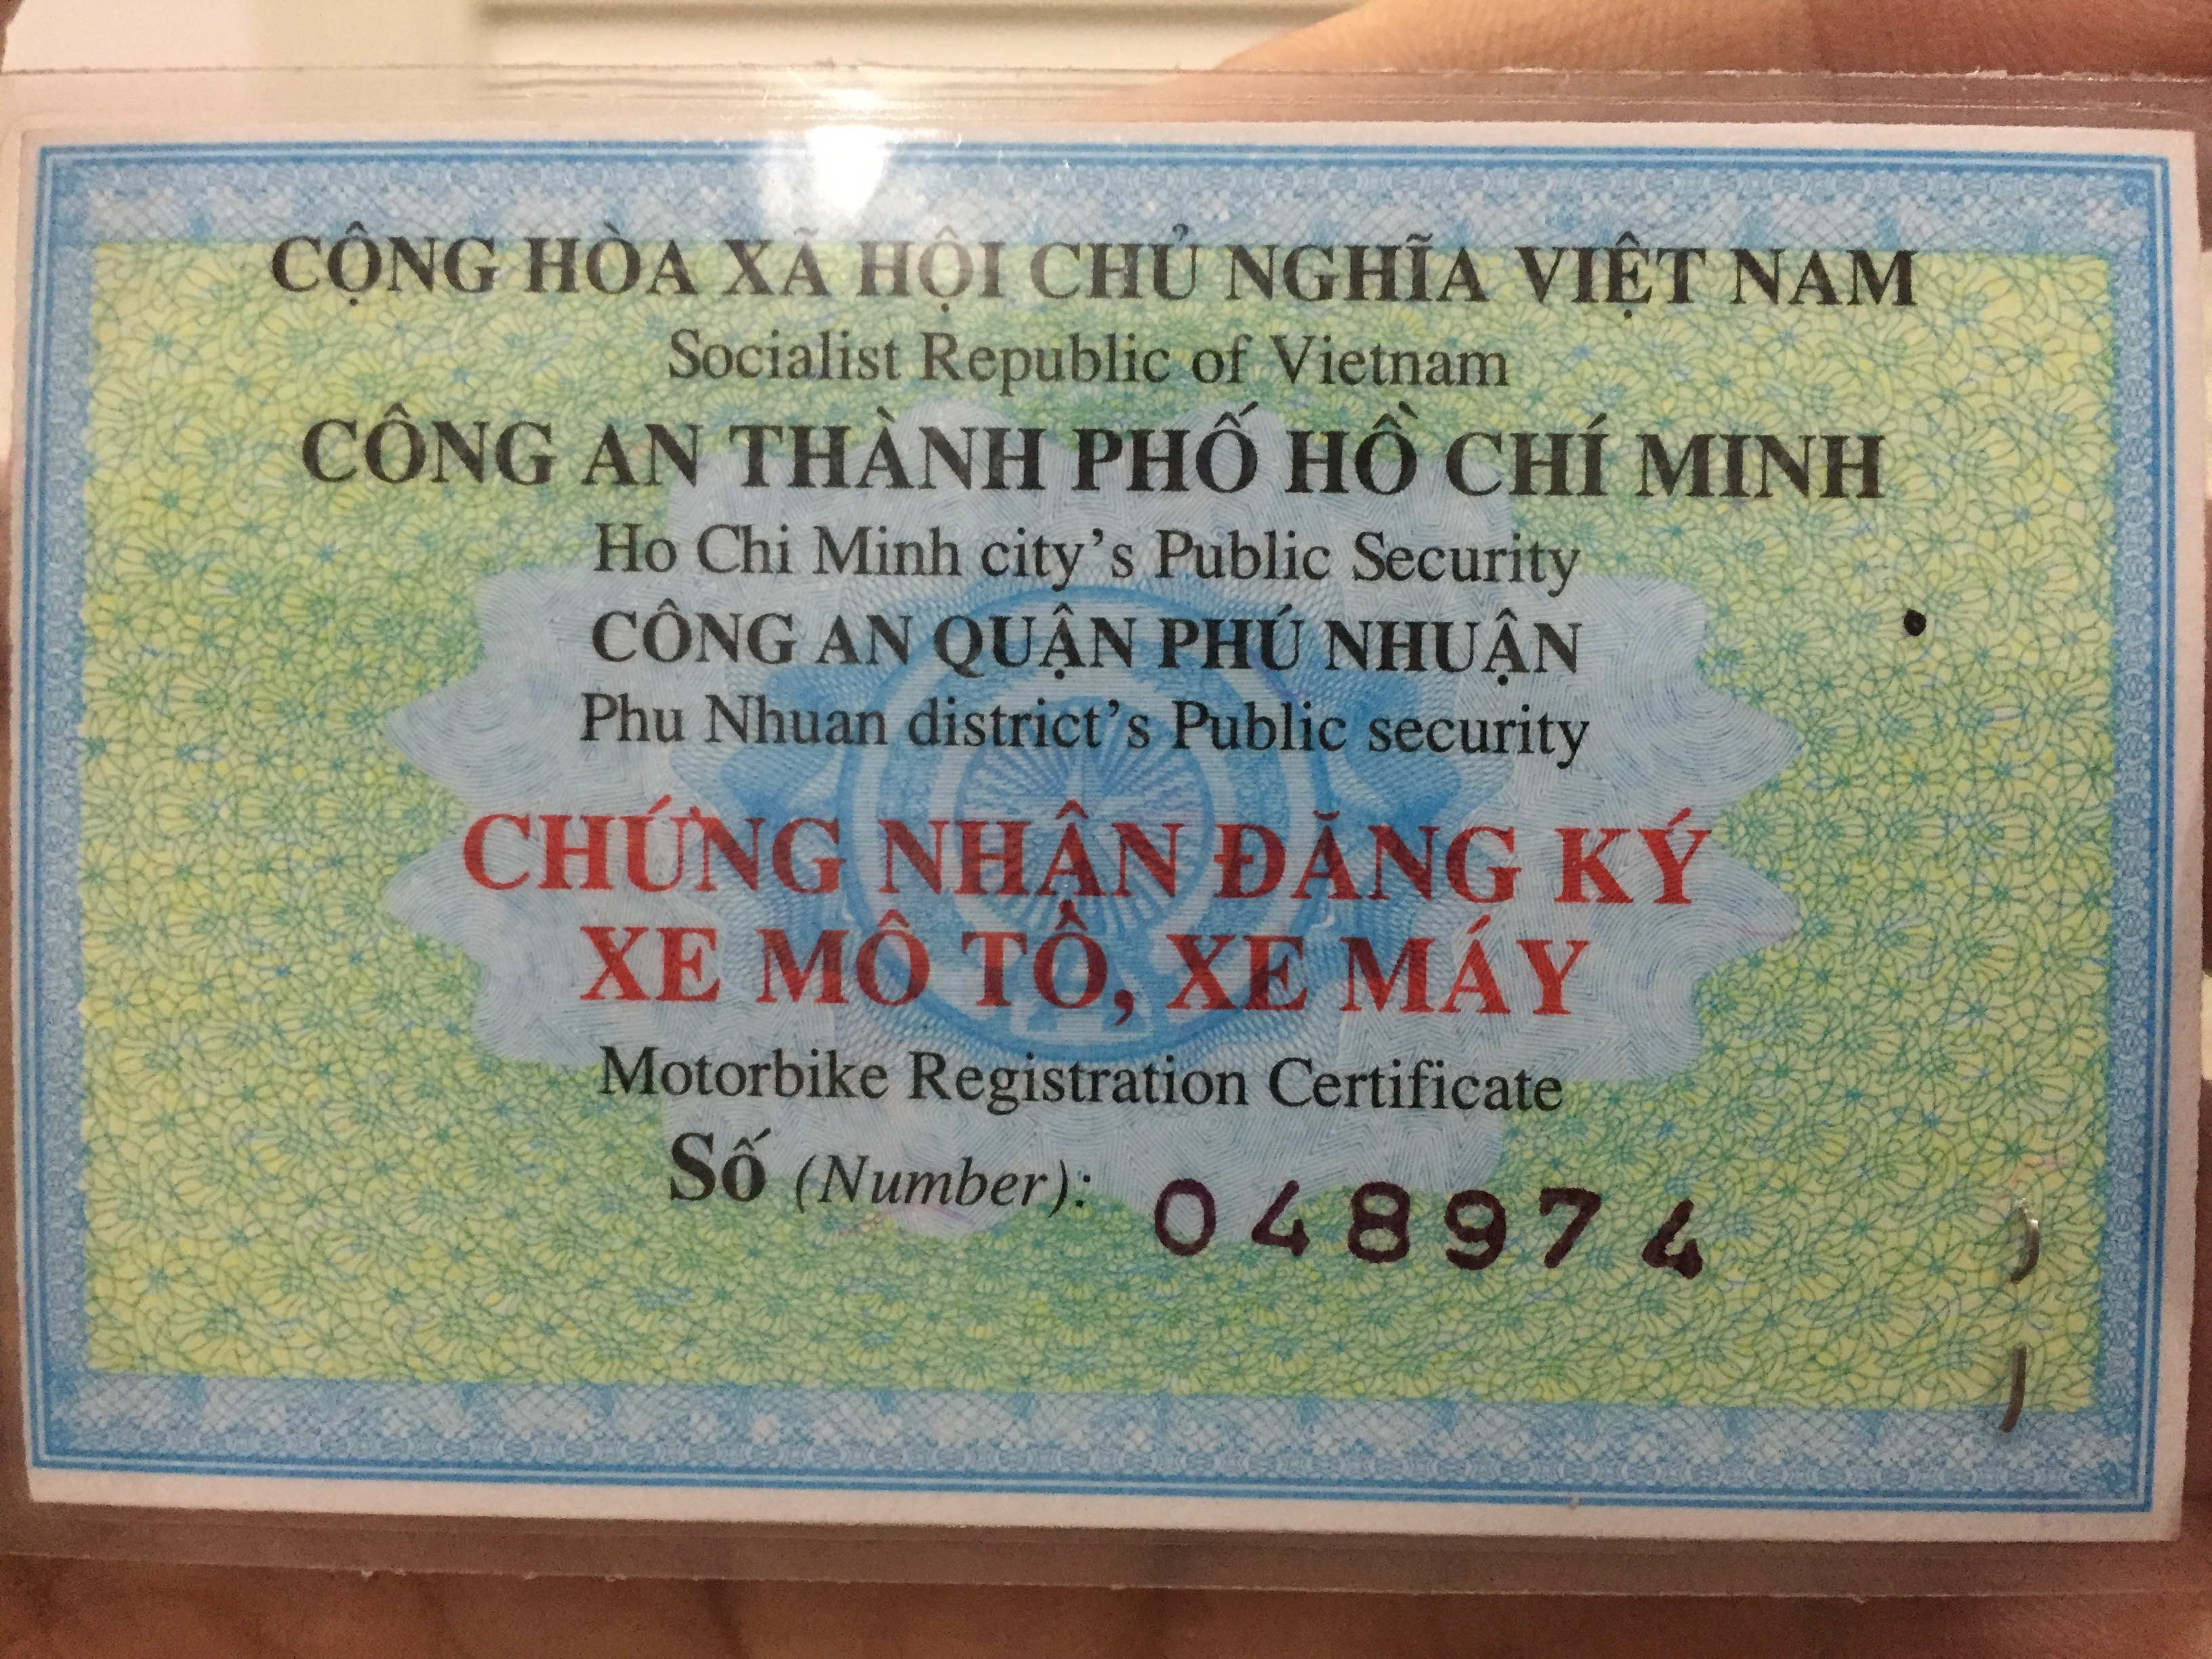 CỘNG HÒA XÃ HỘI CHỦ NGHĨA VIỆT NAM
Socialist Republic of Vietnam
CÔNG AN THÀNH PHỐ HỒ CHÍ MINH
Ho Chi Minh city's Public Security
CÔNG AN QUẬN PHÚ NHUẬN
Phu Nhuan district's Public security
CHỨNG NHẬN ĐĂNG KÝ
XE MÔ TÔ, XE MÁY
Motorbike Registration Certificate
Số (Number): 048974